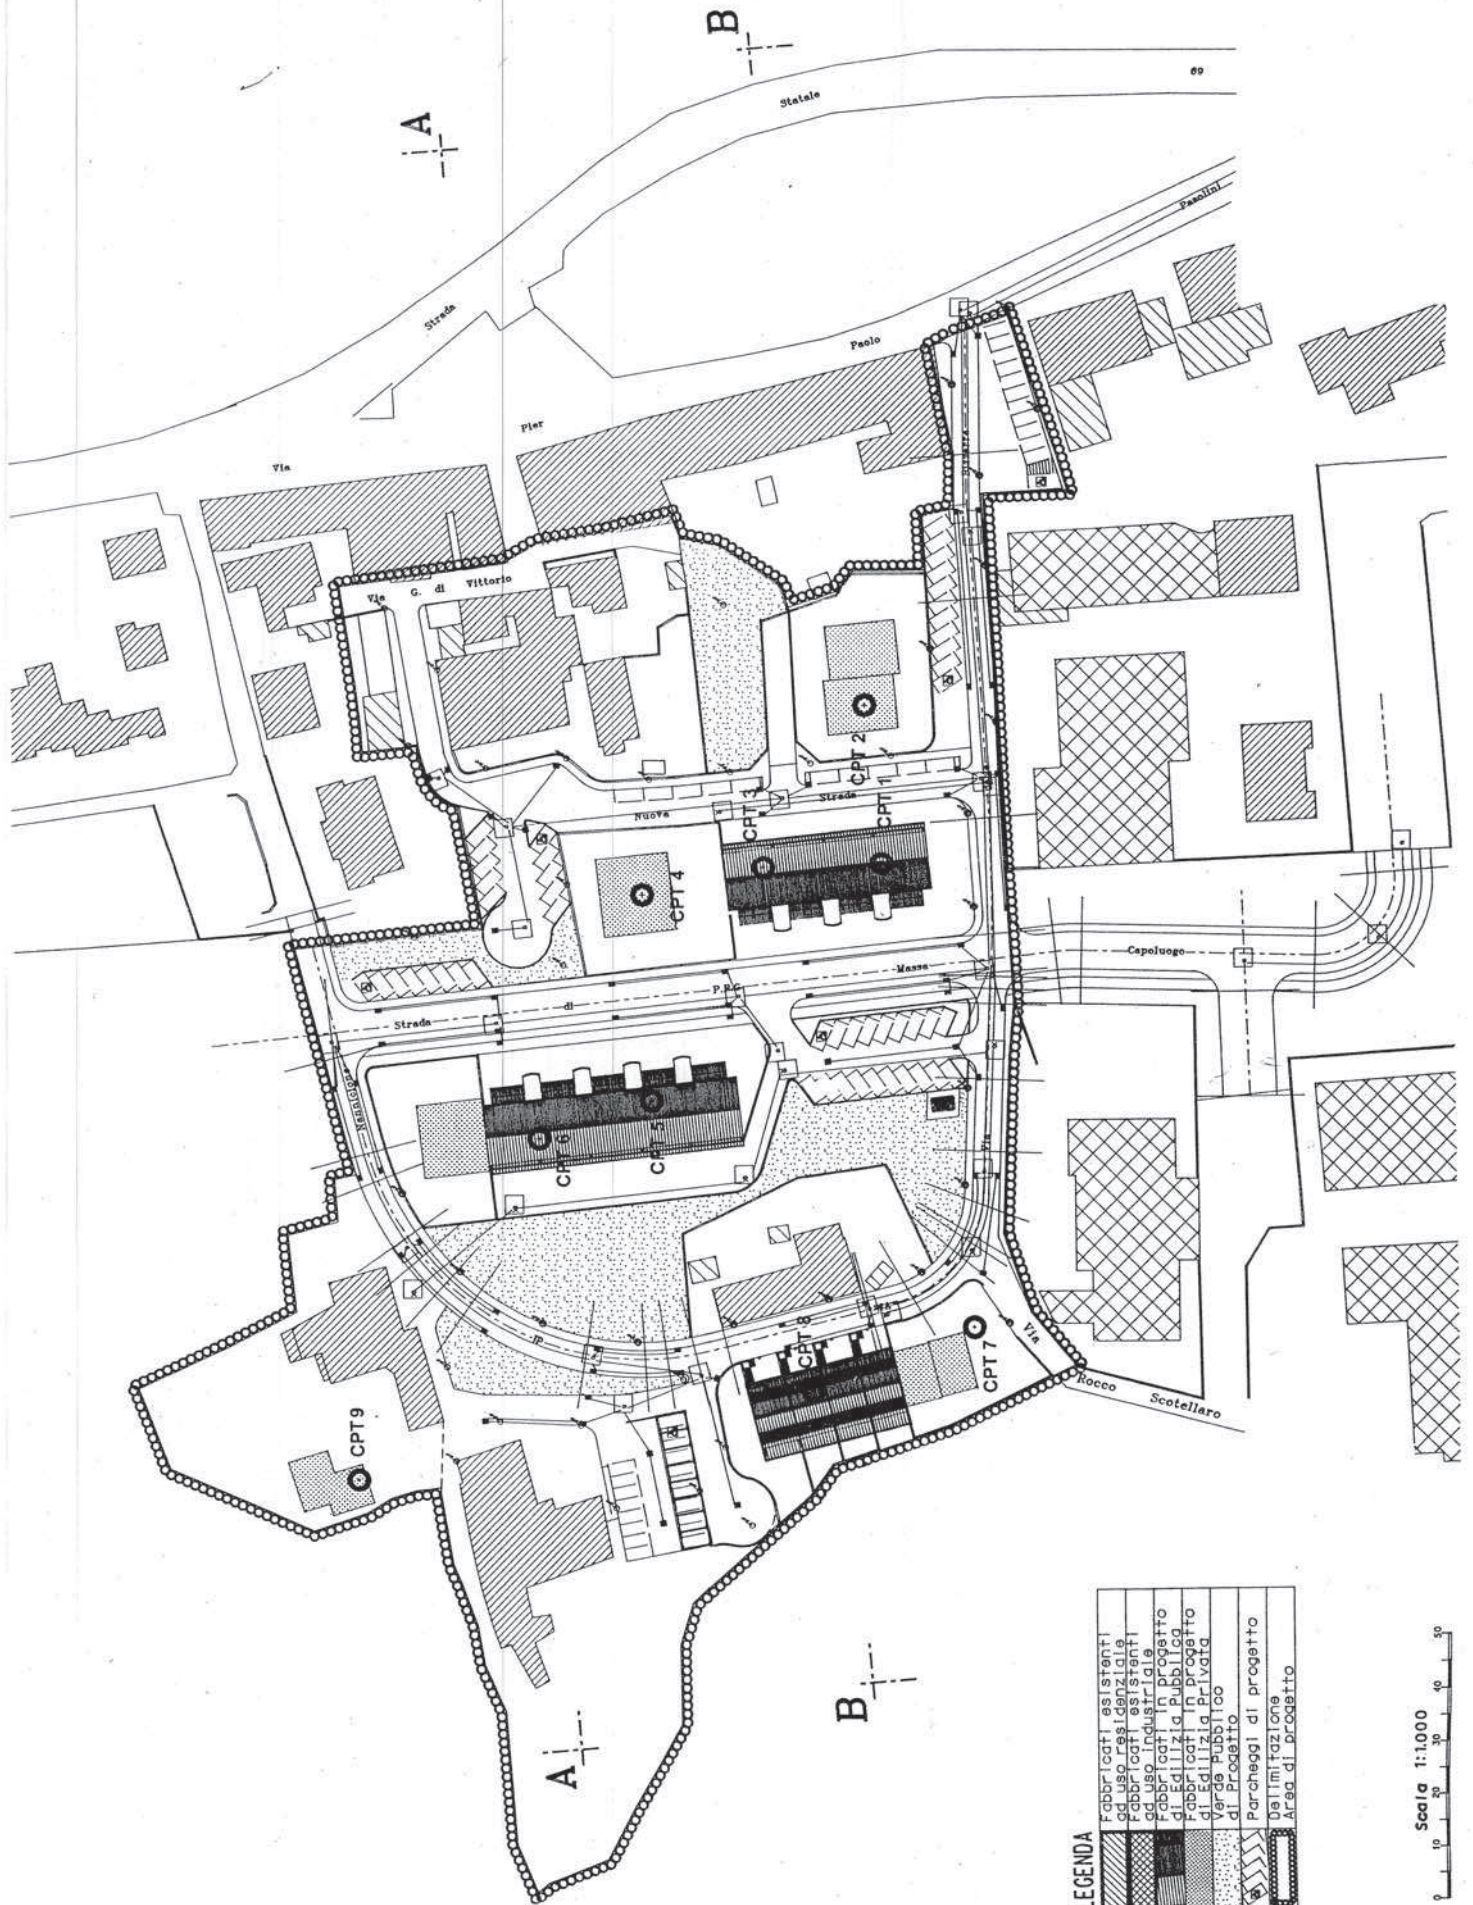 B
A
Statale
69
Strada
Pasolini
Paolo
Pier
Via
Via
G. di
Vittorio
CPT 2
CPT 3
Strada
CPT 1
Nuova
CPT 4
Massa
Capoluogo
P.R.G.
di
Strada
CPT 6
CPT 5
Via
CPT 8
CPT 7
Via
Rocco
Scotellaro
CPT 9
B
A
LEGENDA
Fabbricati esistenti
ad uso residenziale
Fabbricati esistenti
ad uso industriale
Fabbricati in progetto
di Edilizia Pubblica
Fabbricati in progetto
di Edilizia Privata
Verde Pubblico
di Progetto
Parcheggi di progetto
Delimitazione
Area di progetto
Scala 1:1.000
0 10 20 30 40 50